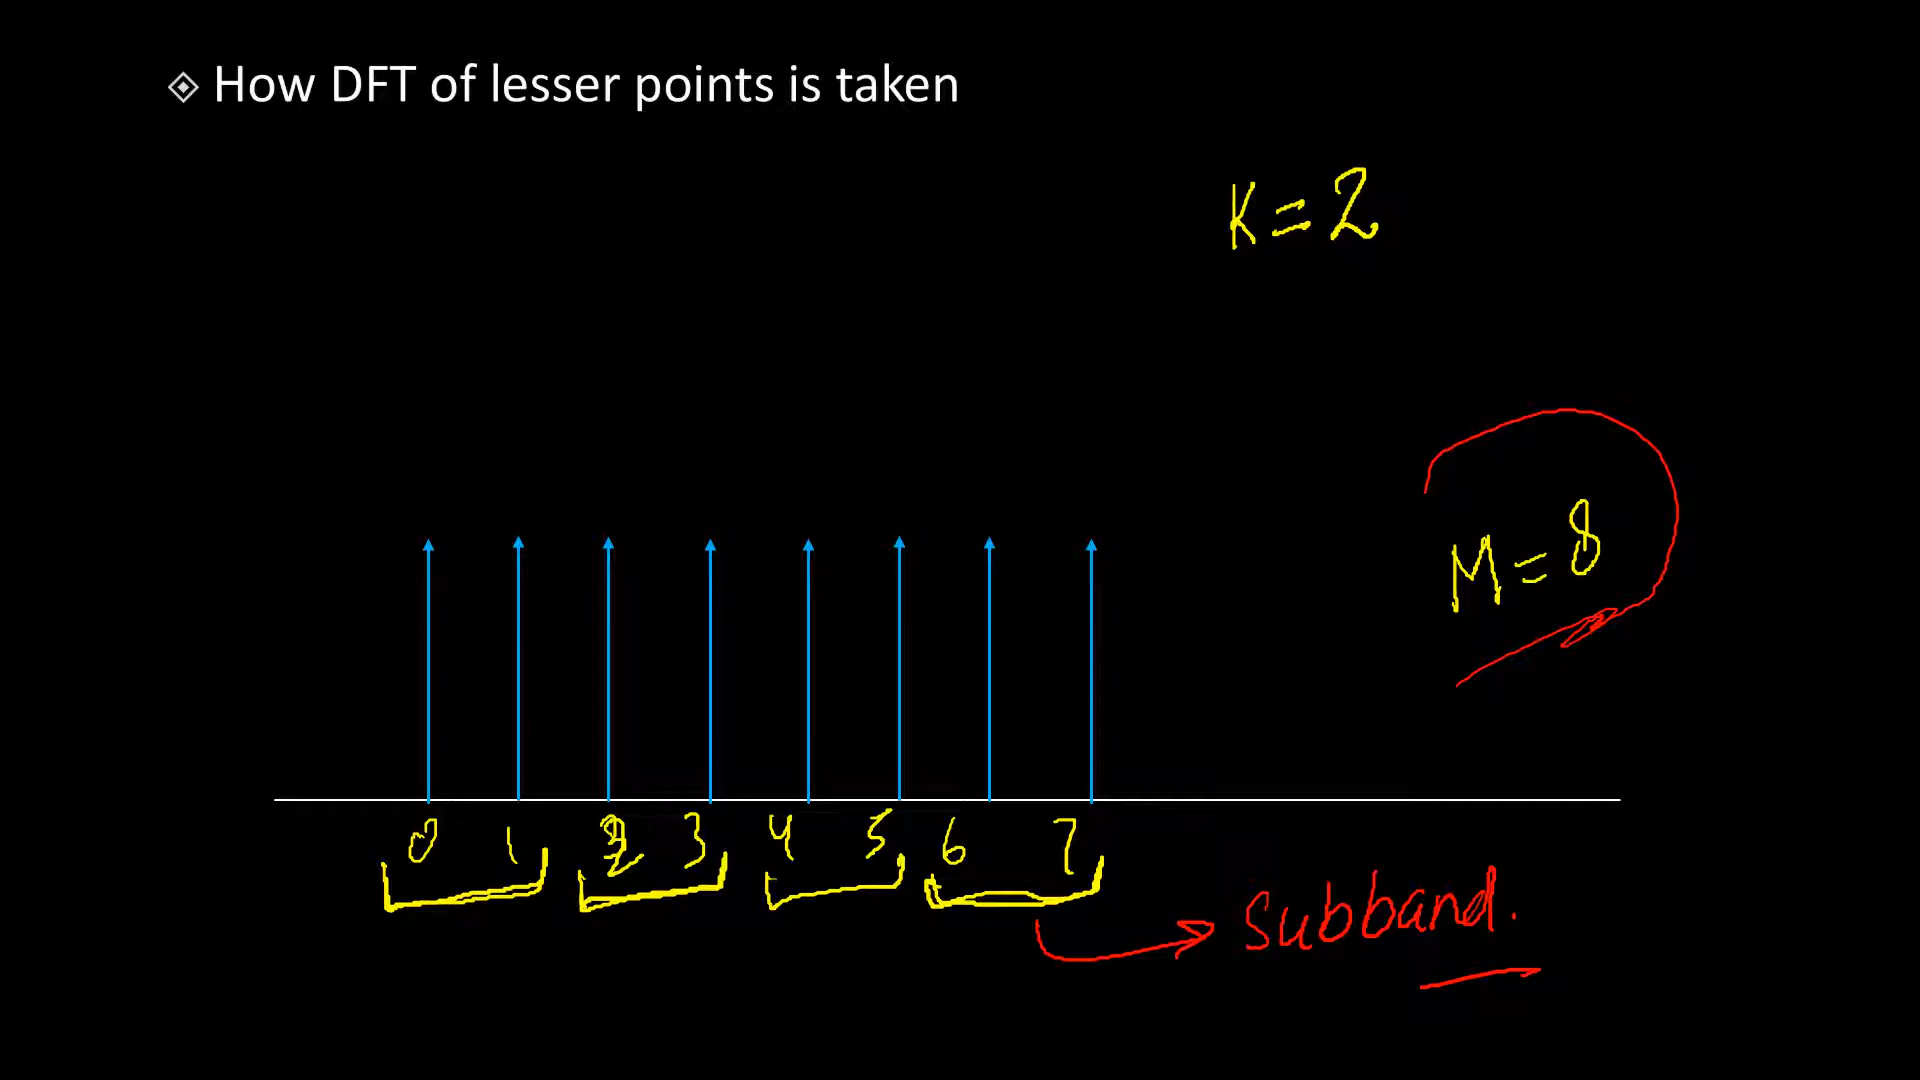 How DFT of lesser points is taken
K=2
M=8
0 1 2 3 4 5 6 7
Subband.